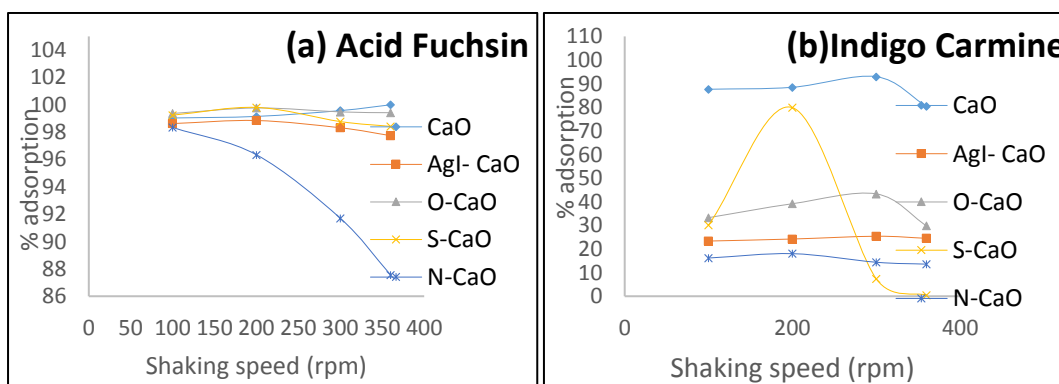 (a) Acid Fuchsin
104
102
100
98
96
94
92
90
88
86
% adsorption
0 50 100 150 200 250 300 350 400
Shaking speed (rpm)
CaO
AgI- CaO
O-CaO
S-CaO
N-CaO
(b)Indigo Carmine
110
100
90
80
70
60
50
40
30
20
10
0
% adsorption
0 200 400
Shaking speed (rpm)
CaO
AgI- CaO
O-CaO
S-CaO
N-CaO